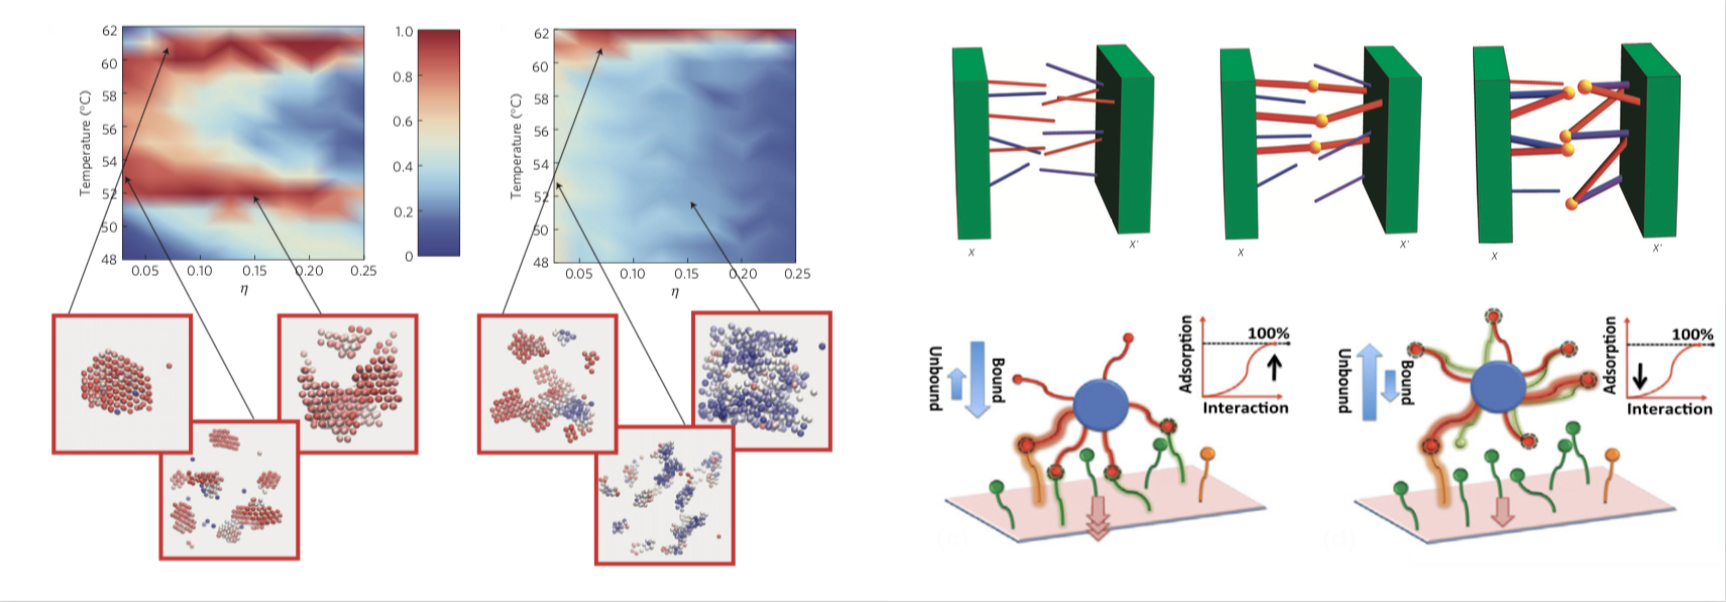 62
60
58
56
54
52
50
48
Temperature (°C)
0.05 0.10 0.15 0.20 0.25
η
1.0
0.8
0.6
0.4
0.2
0
62
60
58
56
54
52
50
48
Temperature (°C)
0.05 0.10 0.15 0.20 0.25
η
X X'
X X'
X X'
Unbound
Bound
Adsorption
100%
Interaction
Unbound
Bound
Adsorption
100%
Interaction
(d)